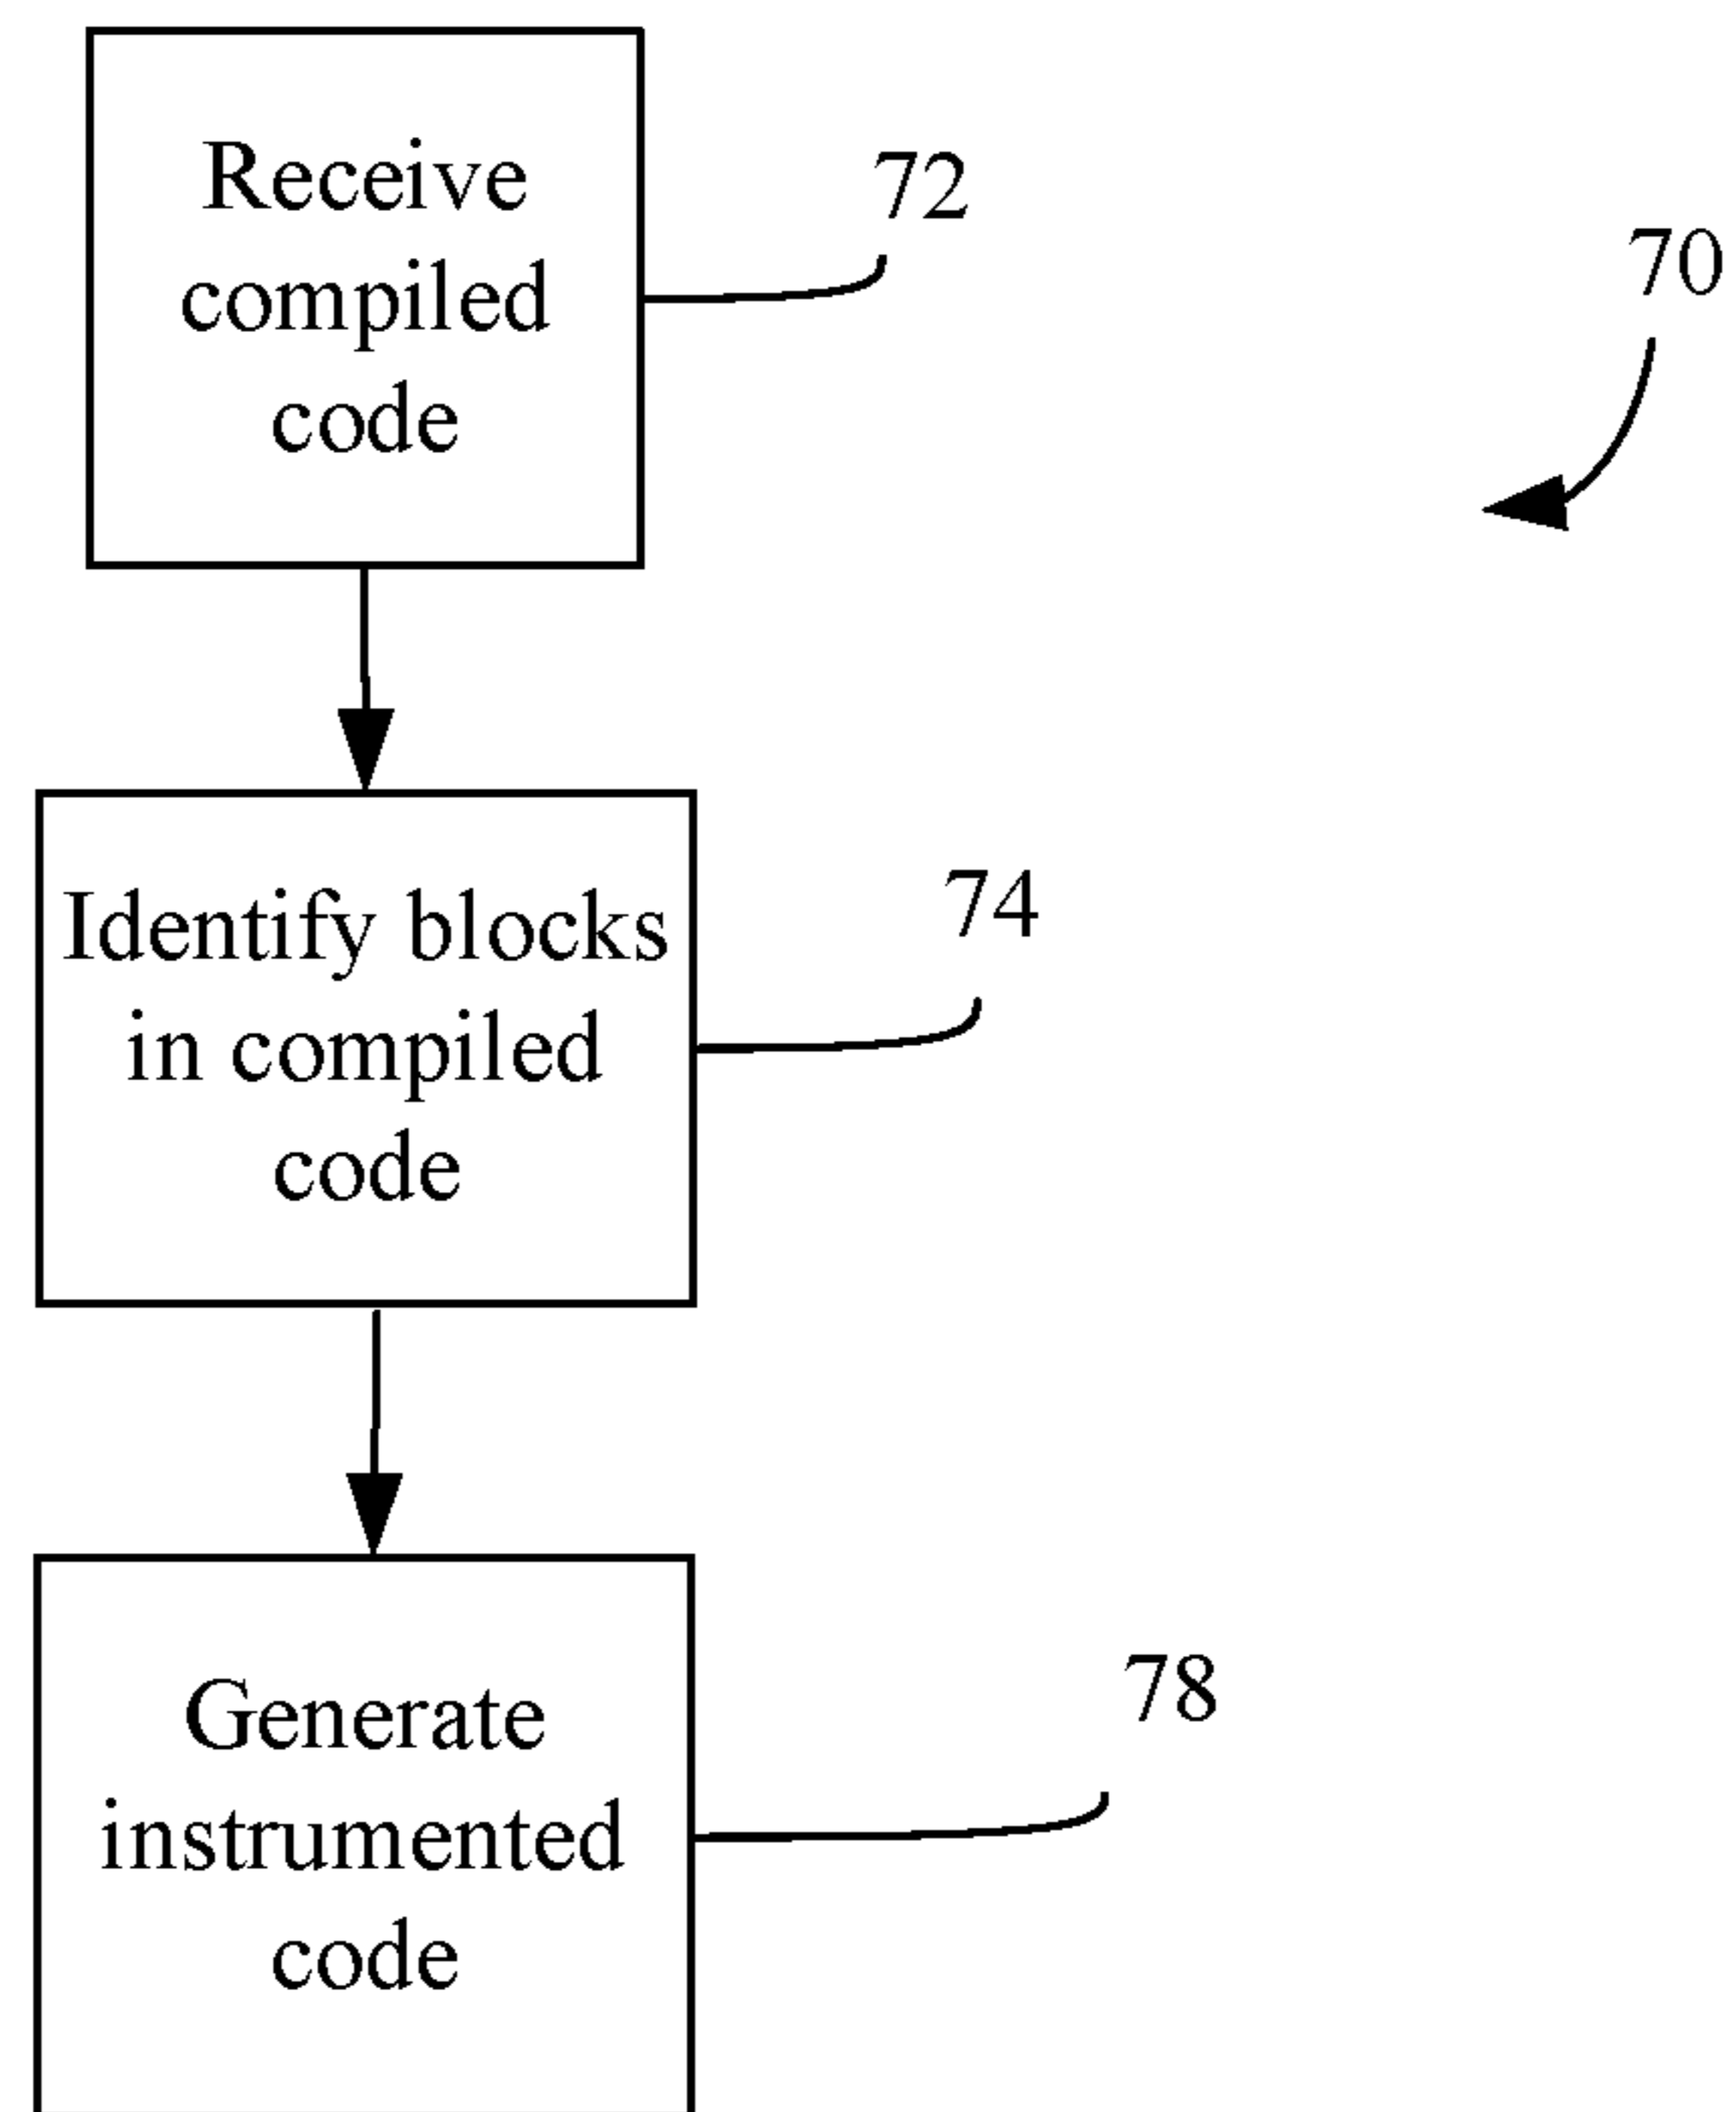 Receive
compiled
code
72
70
Identify blocks
in compiled
code
74
Generate
instrumented
code
78